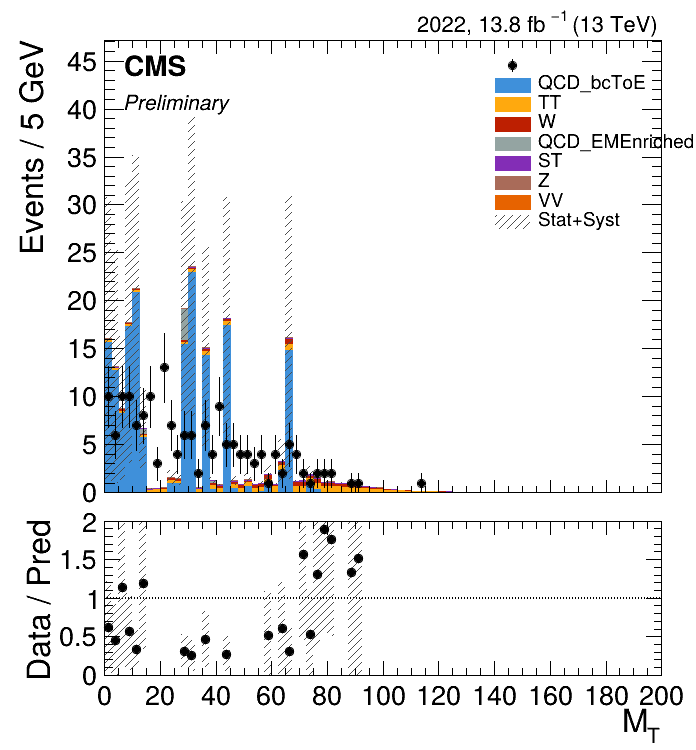 2022, 13.8 fb⁻¹ (13 TeV)
CMS
Preliminary
Events / 5 GeV
45
40
35
30
25
20
15
10
5
0
QCD_bcToE
TT
W
QCD_EMEnriched
ST
Z
VV
Stat+Syst
Data / Pred
2
1.5
1
0.5
0
0 20 40 60 80 100 120 140 160 180 200
M_T